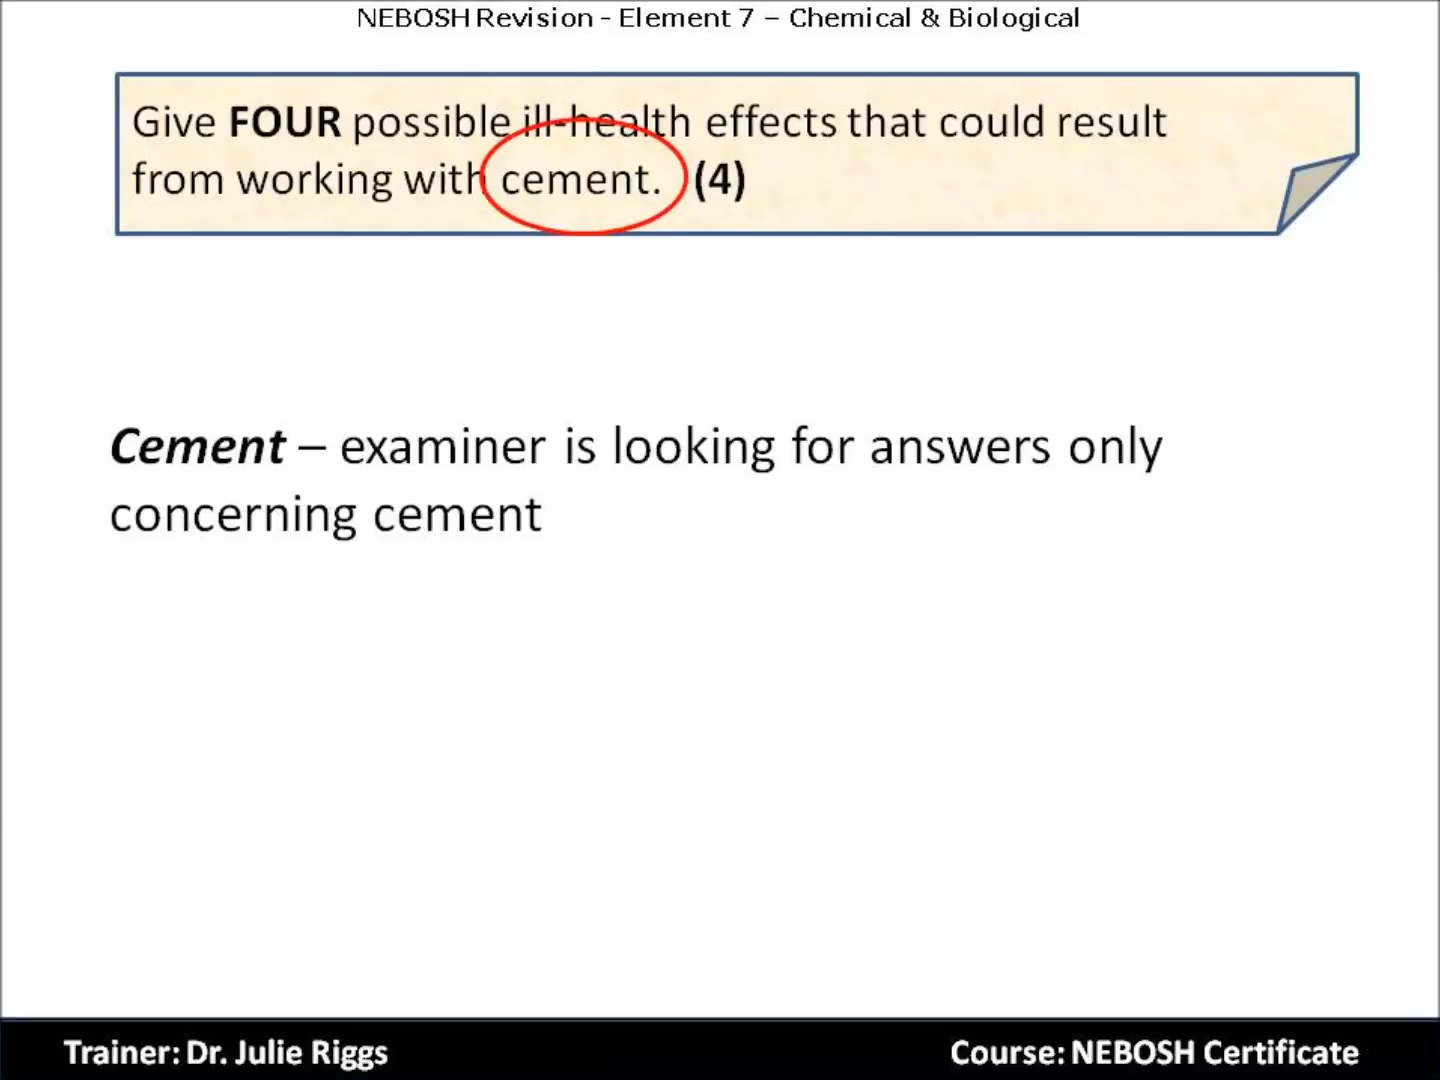 NEBOSH Revision - Element 7 – Chemical & Biological
Give FOUR possible ill-health effects that could result
from working with cement. (4)
Cement – examiner is looking for answers only
concerning cement
Trainer: Dr. Julie Riggs
Course: NEBOSH Certificate